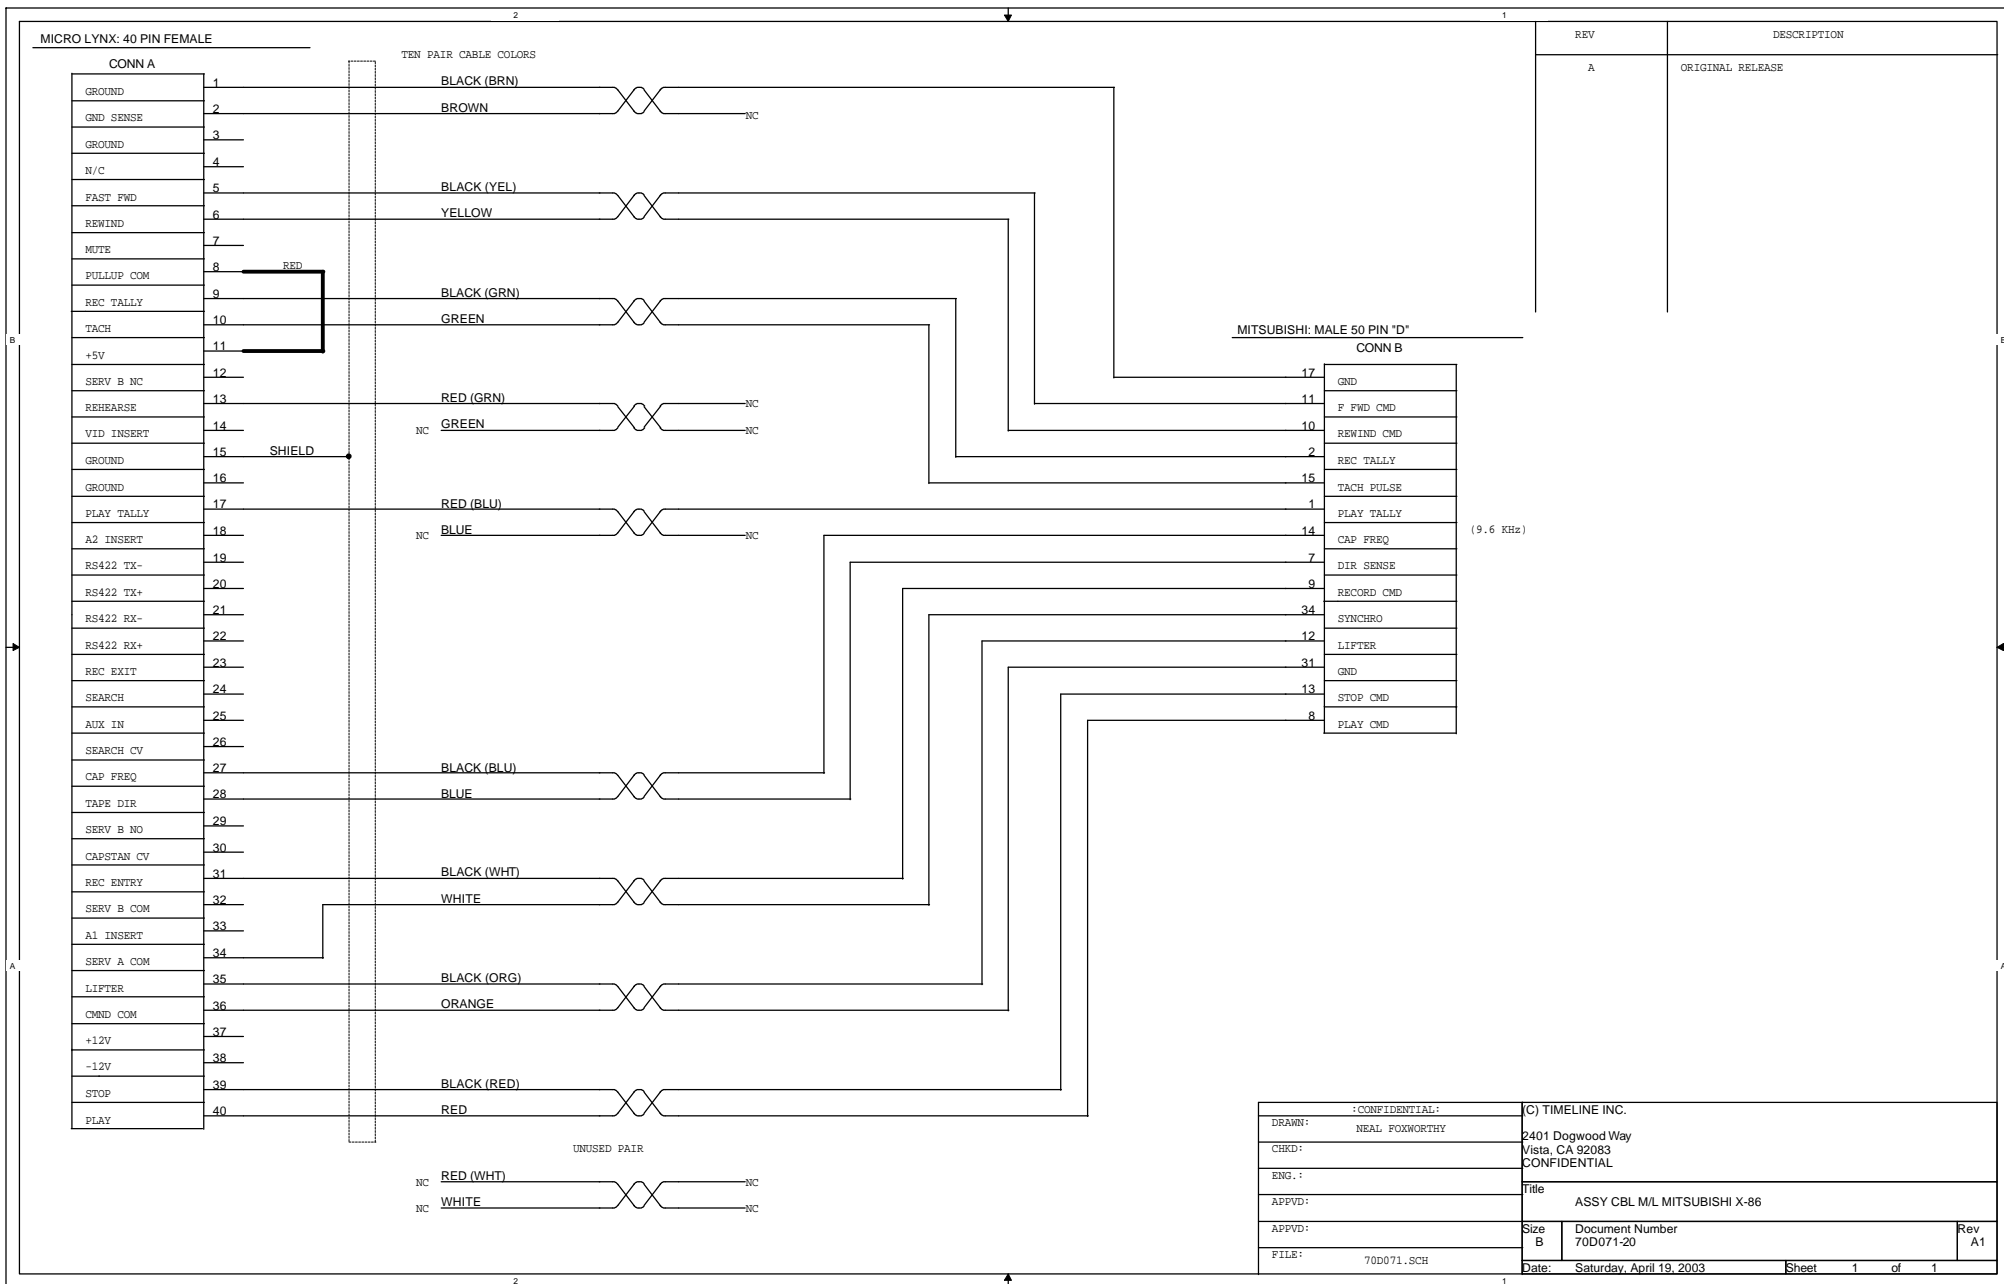 2
1
MICRO LYNX: 40 PIN FEMALE
CONN A
TEN PAIR CABLE COLORS
REV DESCRIPTION
A ORIGINAL RELEASE
GROUND 1 BLACK (BRN)
GND SENSE 2 BROWN NC
GROUND 3
N/C 4
FAST FWD 5 BLACK (YEL)
REWIND 6 YELLOW
MUTE 7
PULLUP COM 8 RED
REC TALLY 9 BLACK (GRN)
TACH 10 GREEN
+5V 11
SERV B NC 12
REHEARSE 13 RED (GRN) NC
VID INSERT 14 NC GREEN NC
GROUND 15 SHIELD
GROUND 16
PLAY TALLY 17 RED (BLU)
A2 INSERT 18 NC BLUE NC
RS422 TX- 19
RS422 TX+ 20
RS422 RX- 21
RS422 RX+ 22
REC EXIT 23
SEARCH 24
AUX IN 25
SEARCH CV 26
CAP FREQ 27 BLACK (BLU)
TAPE DIR 28 BLUE
SERV B NO 29
CAPSTAN CV 30
REC ENTRY 31 BLACK (WHT)
SERV B COM 32 WHITE
A1 INSERT 33
SERV A COM 34
LIFTER 35 BLACK (ORG)
CMND COM 36 ORANGE
+12V 37
-12V 38
STOP 39 BLACK (RED)
PLAY 40 RED
UNUSED PAIR
NC RED (WHT) NC
NC WHITE NC
MITSUBISHI: MALE 50 PIN "D"
CONN B
17 GND
11 F FWD CMD
10 REWIND CMD
2 REC TALLY
15 TACH PULSE
1 PLAY TALLY
14 CAP FREQ (9.6 KHz)
7 DIR SENSE
9 RECORD CMD
34 SYNCHRO
12 LIFTER
31 GND
13 STOP CMD
8 PLAY CMD
B
B
A
A
:CONFIDENTIAL:
DRAWN: NEAL FOXWORTHY
CHKD:
ENG.:
APPVD:
APPVD:
FILE: 70D071.SCH
(C) TIMELINE INC.
2401 Dogwood Way
Vista, CA 92083
CONFIDENTIAL
Title
ASSY CBL M/L MITSUBISHI X-86
Size Document Number Rev
B 70D071-20 A1
Date: Saturday, April 19, 2003 Sheet 1 of 1
2
1